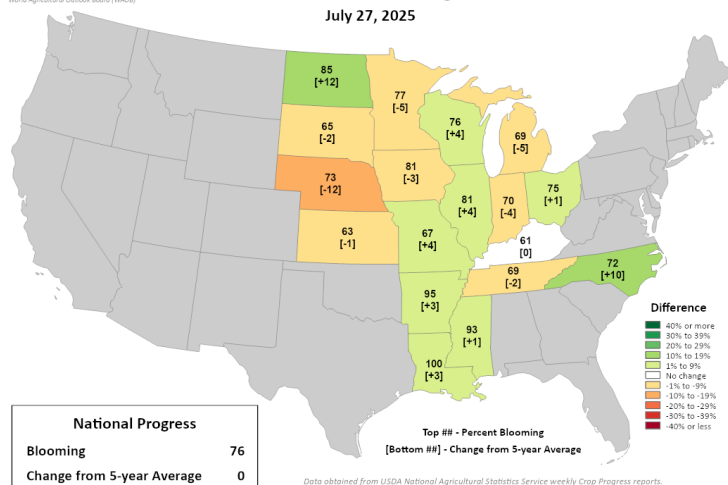 World Agricultural Outlook Board (WAOB)
July 27, 2025
85
[+12]
77
[-5]
65
[-2]
76
[+4]
69
[-5]
73
[-12]
81
[-3]
81
[+4]
70
[-4]
75
[+1]
63
[-1]
67
[+4]
61
[0]
69
[-2]
72
[+10]
95
[+3]
93
[+1]
100
[+3]
Difference
40% or more
30% to 39%
20% to 29%
10% to 19%
1% to 9%
No change
-1% to -9%
-10% to -19%
-20% to -29%
-30% to -39%
-40% or less
National Progress
Blooming 76
Change from 5-year Average 0
Top ## - Percent Blooming
[Bottom ##] - Change from 5-year Average
Data obtained from USDA National Agricultural Statistics Service weekly Crop Progress reports.